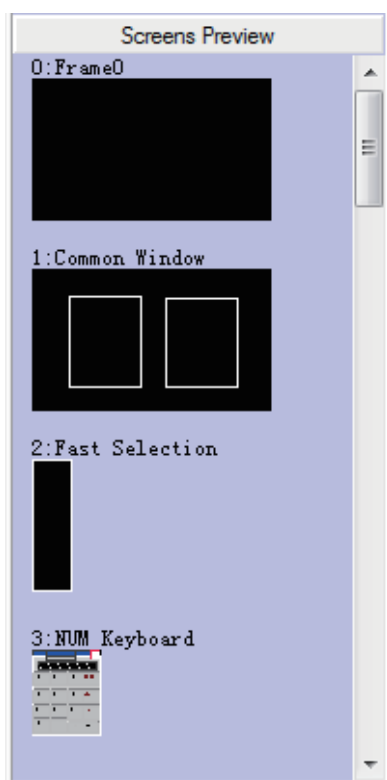 Screens Preview
0:Frame0
1:Common Window
2:Fast Selection
3:NUM Keyboard